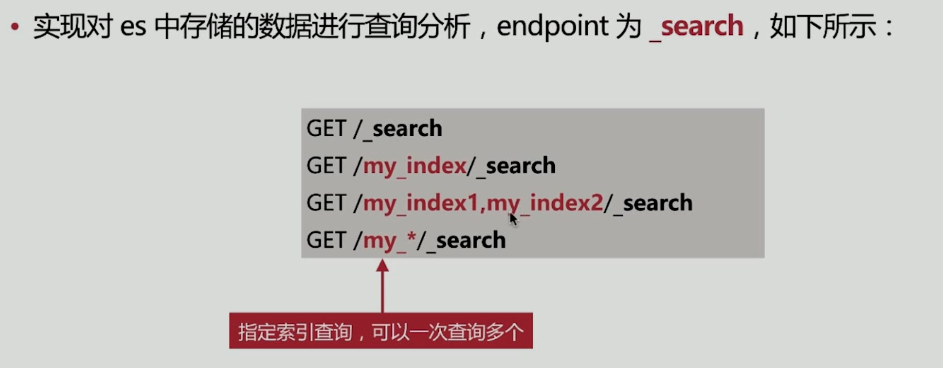 • 实现对 es 中存储的数据进行查询分析，endpoint 为 _search，如下所示：
GET /_search
GET /my_index/_search
GET /my_index1,my_index2/_search
GET /my_*/_search
指定索引查询，可以一次查询多个